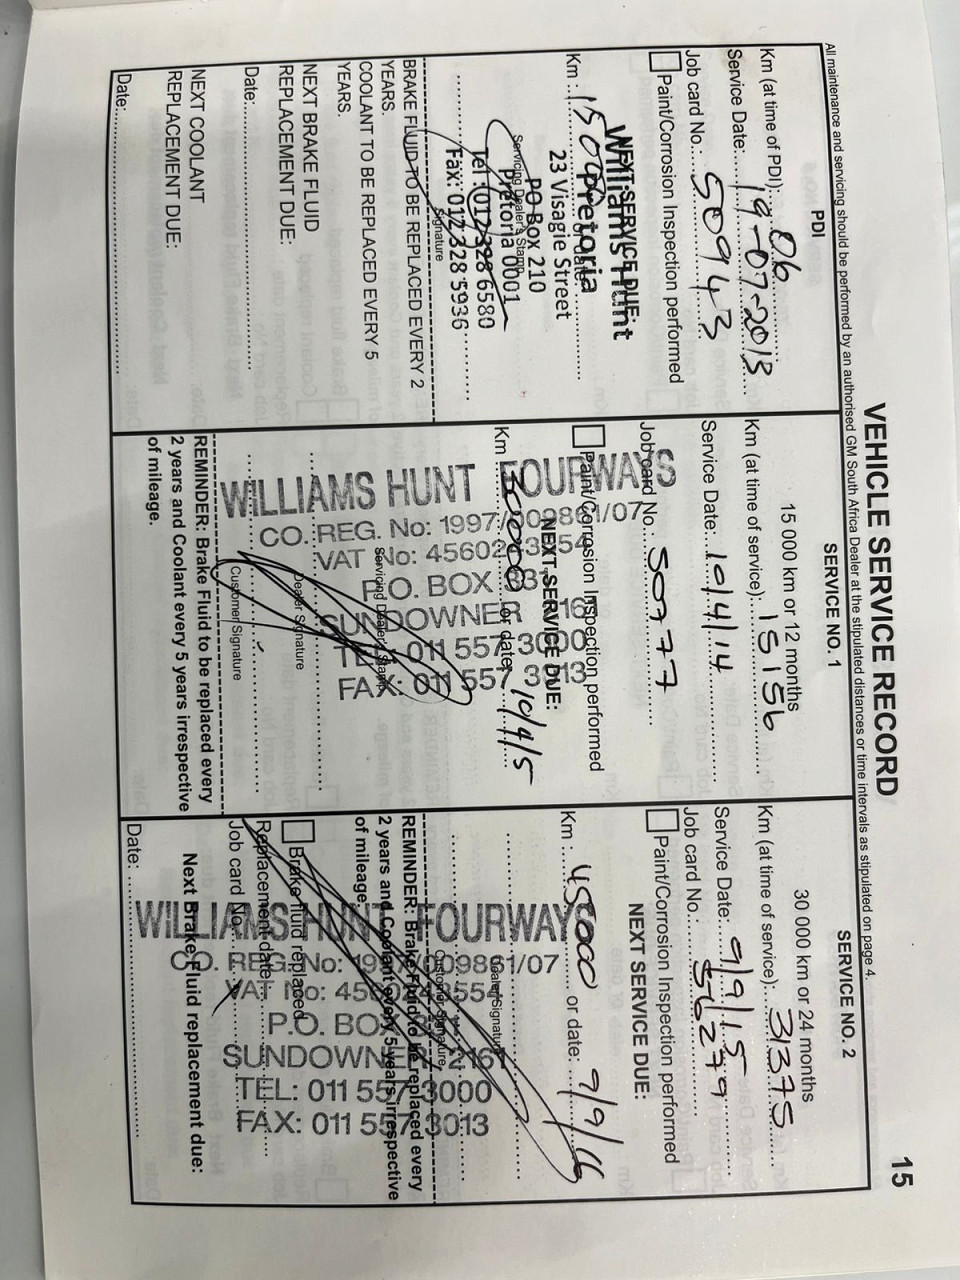 15
VEHICLE SERVICE RECORD
All maintenance and servicing should be performed by an authorised GM South Africa Dealer at the stipulated distances or time intervals as stipulated on page 4.
PDI
Km (at time of PDI): 06
Service Date: 19-07-2013
Job card No.: 50943
Paint/Corrosion Inspection performed
NEXT SERVICE DUE:
Williams Hunt
Km : 15000 or date:
Pretoria
23 Visagie Street
PO Box 210
Servicing Dealer's Stamp
Pretoria 0001
Tel: (012) 328 6580
Fax: 012 328 5936
Signature
BRAKE FLUID TO BE REPLACED EVERY 2
YEARS.
COOLANT TO BE REPLACED EVERY 5
YEARS.
NEXT BRAKE FLUID
REPLACEMENT DUE:
Date:
NEXT COOLANT
REPLACEMENT DUE:
Date:
SERVICE NO. 1
15 000 km or 12 months
Km (at time of service): 15156
Service Date: 10/4/14
Job card No. 50777
Paint/Corrosion Inspection performed
NEXT SERVICE DUE:
Km 30000 or date: 10/4/5
WILLIAMS HUNT FOURWAYS
CO. REG. No: 1997/009861/07
VAT No:
P.O. BOX
SUNDOWNER
TEL: 011 557 3000
FAX: 011 557 3013
Servicing Dealer's Stamp
Dealer Signature
Customer Signature
REMINDER: Brake Fluid to be replaced every
2 years and Coolant every 5 years irrespective
of mileage.
SERVICE NO. 2
30 000 km or 24 months
Km (at time of service): 31375
Service Date: 9/9/15
Job card No.: 56279
Paint/Corrosion Inspection performed
NEXT SERVICE DUE:
Km : 45000 or date: 9/9/16
Dealer Signature
Customer Signature
REMINDER: Brake Fluid to be replaced every
2 years and Coolant every 5 years irrespective
of mileage.
Brake fluid replaced
Replacement date:
Job card No.:
WILLIAMS HUNT FOURWAYS
CO. REG. No: 1997/009861/07
VAT No:
P.O. BOX
SUNDOWNER
TEL: 011 557 3000
FAX: 011 557 3013
Next Brake Fluid replacement due:
Date: